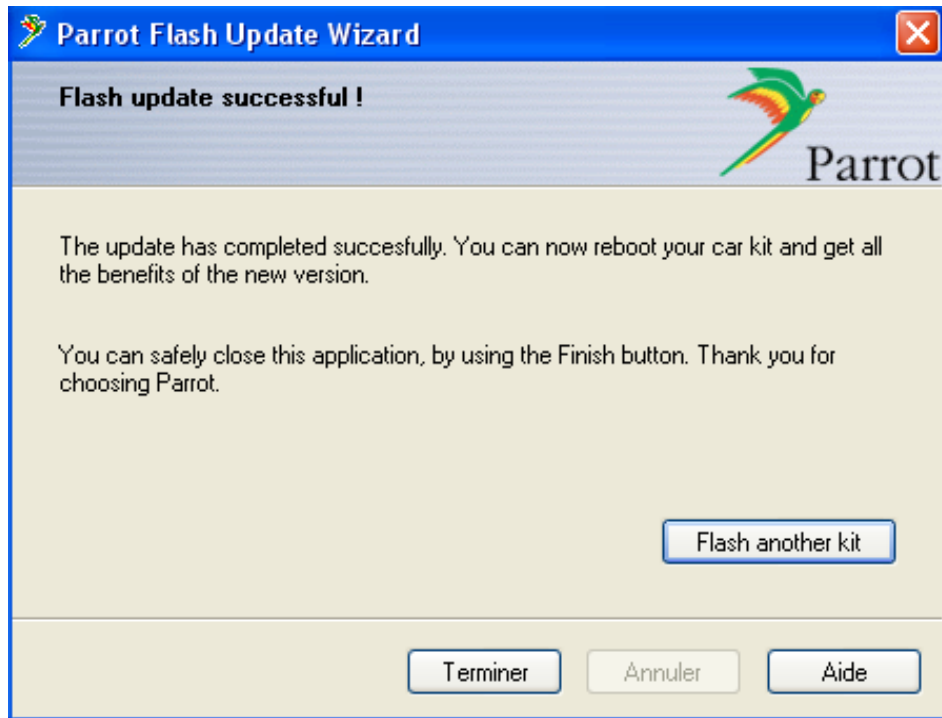 Parrot Flash Update Wizard
Flash update successful !
Parrot
The update has completed succesfully. You can now reboot your car kit and get all
the benefits of the new version.
You can safely close this application, by using the Finish button. Thank you for
choosing Parrot.
Flash another kit
Terminer
Annuler
Aide